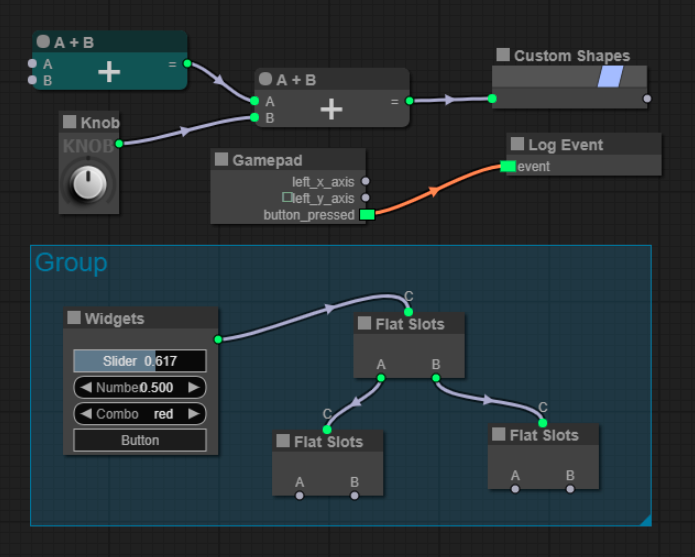 A + B
A
=
B
A + B
A
=
B
Custom Shapes
Knob
KNOB
Log Event
event
Gamepad
left_x_axis
left_y_axis
button_pressed
Group
Widgets
Slider 0.617
Number 0.500
Combo red
Button
C
Flat Slots
A B
C
Flat Slots
A B
C
Flat Slots
A B